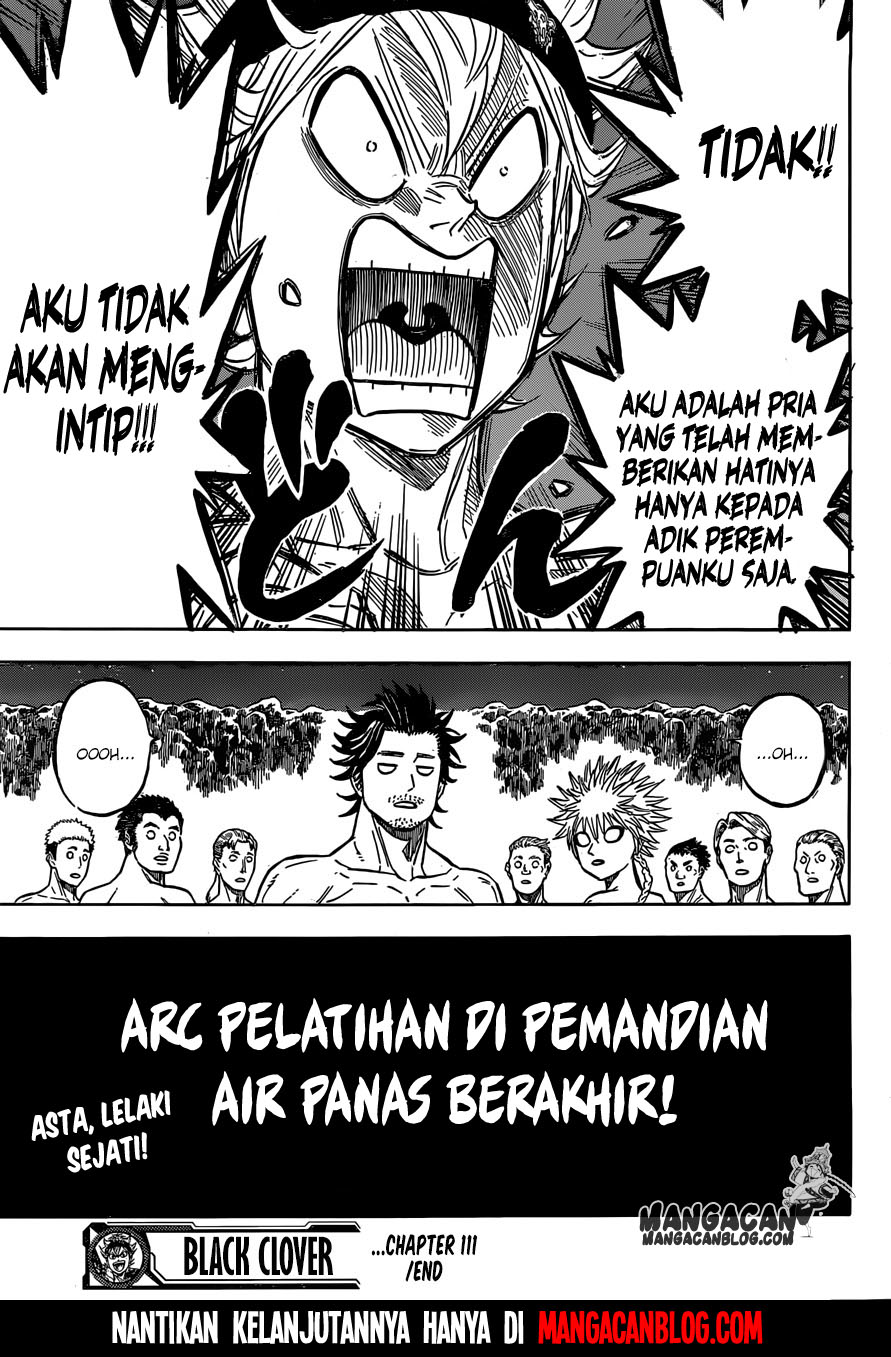 TIDAK!!
AKU ADALAH PRIA
YANG TELAH MEM-
BERIKAN HATINYA
HANYA KEPADA
ADIK PEREM-
PUANKU SAJA.
AKU TIDAK
AKAN MENG-
INTIP!!!
どん
...OH...
OOOH...
ARC PELATIHAN DI PEMANDIAN
AIR PANAS BERAKHIR!
ASTA, LELAKI
SEJATI!
MANGACAN
MANGACANBLOG.COM
BLACK CLOVER
...CHAPTER 111
/END
NANTIKAN KELANJUTANNYA HANYA DI MANGACANBLOG.COM